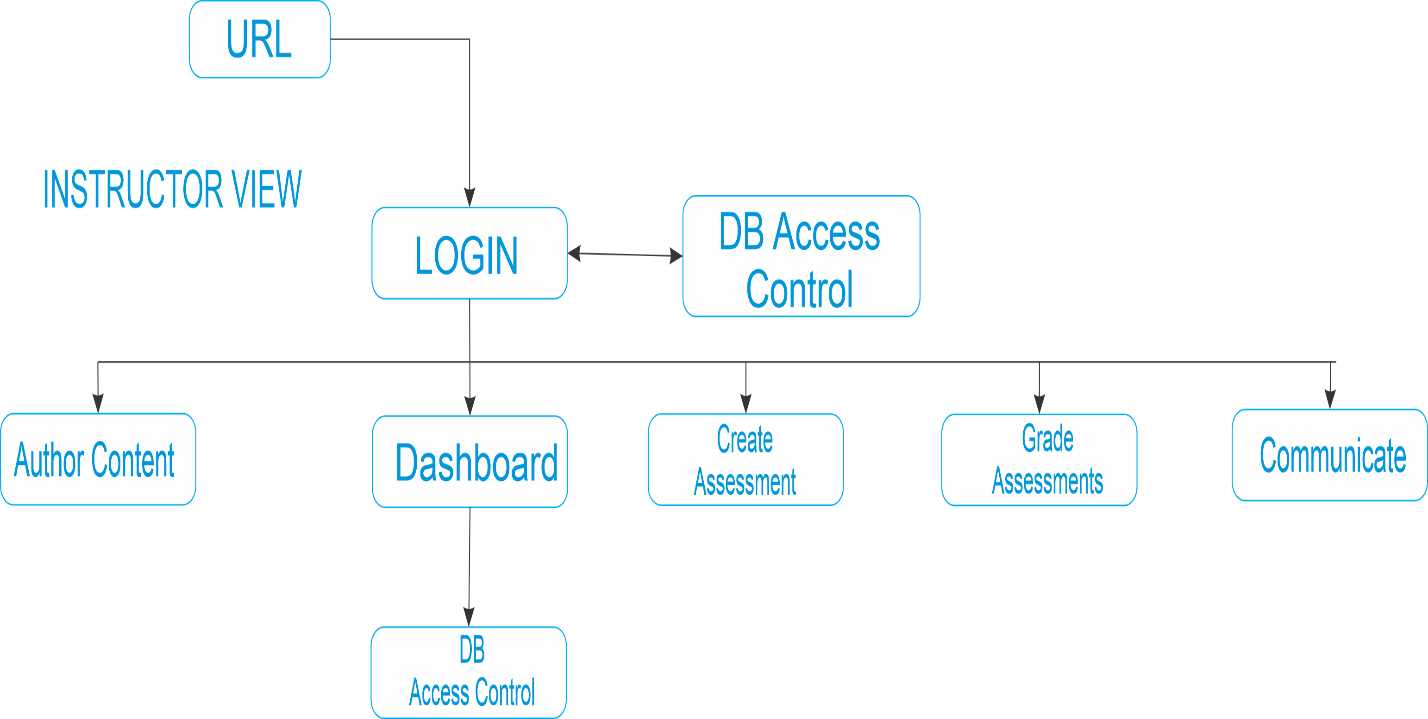 URL
INSTRUCTOR VIEW
LOGIN
DB Access
Control
Author Content
Dashboard
Create
Assessment
Grade
Assessments
Communicate
DB
Access Control